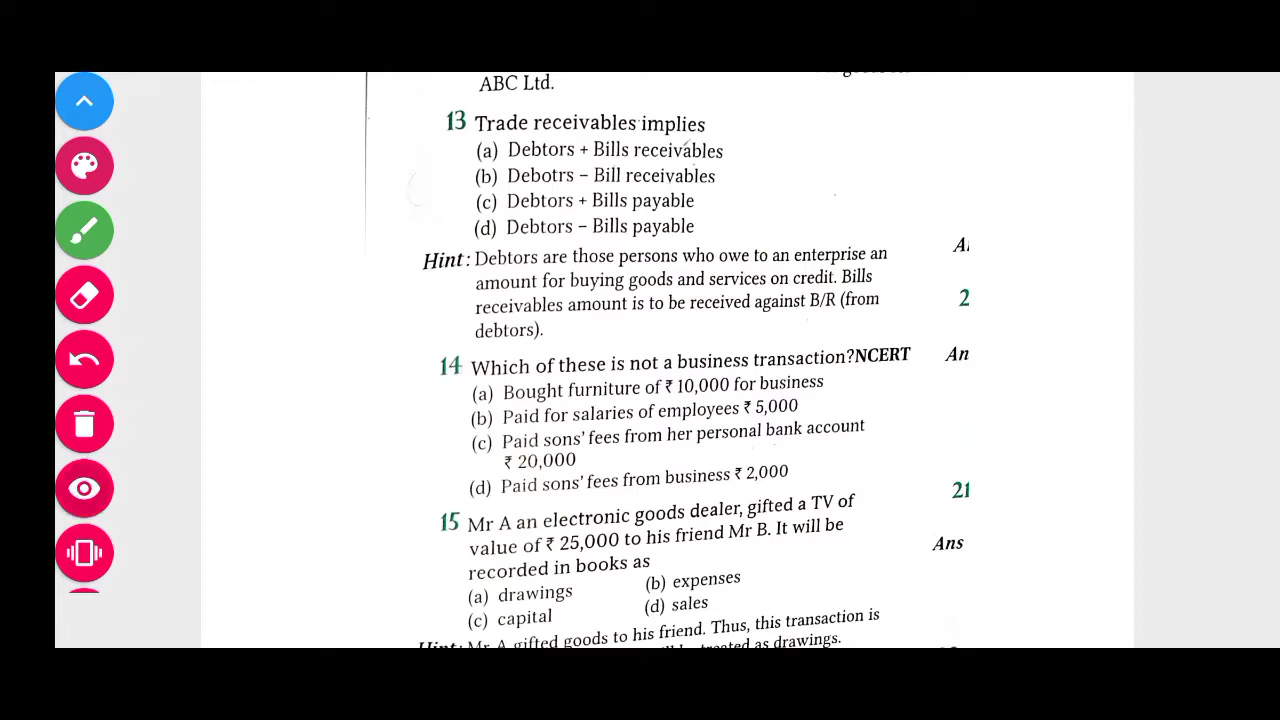 ABC Ltd.
13 Trade receivables implies
(a) Debtors + Bills receivables
(b) Debotrs – Bill receivables
(c) Debtors + Bills payable
(d) Debtors – Bills payable
Hint: Debtors are those persons who owe to an enterprise an
amount for buying goods and services on credit. Bills
receivables amount is to be received against B/R (from
debtors).
14 Which of these is not a business transaction? NCERT
(a) Bought furniture of ₹ 10,000 for business
(b) Paid for salaries of employees ₹ 5,000
(c) Paid sons' fees from her personal bank account
₹ 20,000
(d) Paid sons' fees from business ₹ 2,000
15 Mr A an electronic goods dealer, gifted a TV of
value of ₹ 25,000 to his friend Mr B. It will be
recorded in books as
(a) drawings (b) expenses
(c) capital (d) sales
Hint: Mr A gifted goods to his friend. Thus, this transaction is
treated as drawings.
2
An
21
Ans